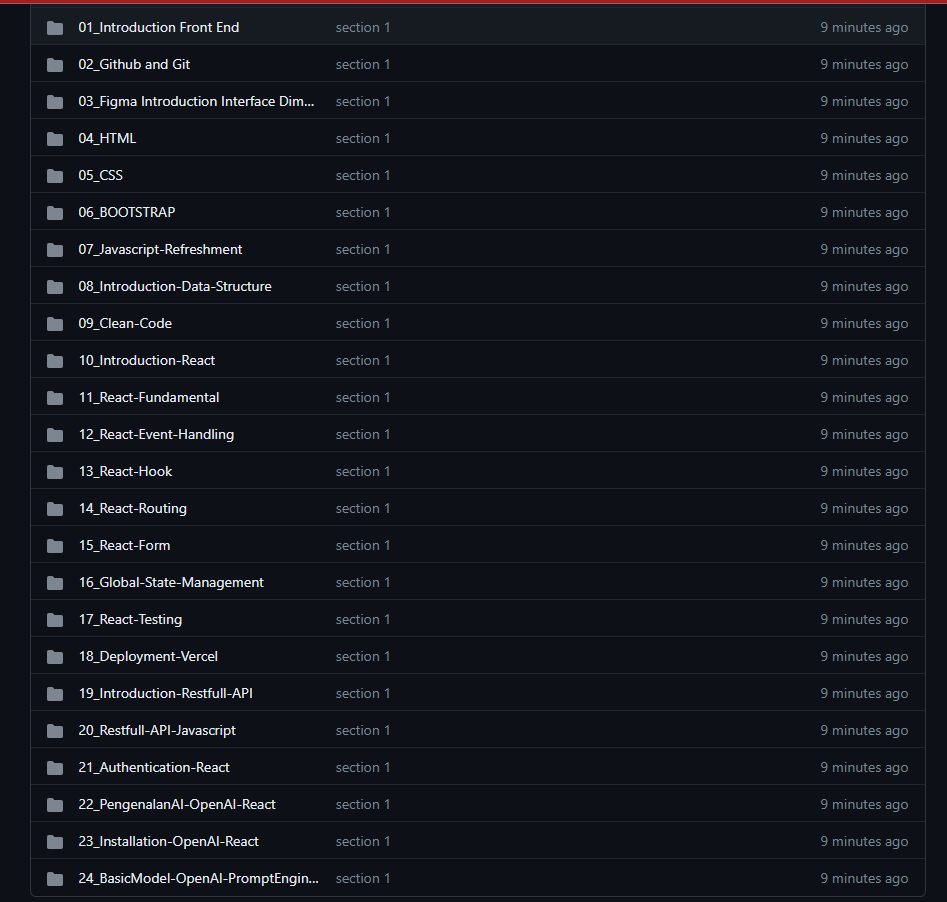 01_Introduction Front End section 1 9 minutes ago
02_Github and Git section 1 9 minutes ago
03_Figma Introduction Interface Dim... section 1 9 minutes ago
04_HTML section 1 9 minutes ago
05_CSS section 1 9 minutes ago
06_BOOTSTRAP section 1 9 minutes ago
07_Javascript-Refreshment section 1 9 minutes ago
08_Introduction-Data-Structure section 1 9 minutes ago
09_Clean-Code section 1 9 minutes ago
10_Introduction-React section 1 9 minutes ago
11_React-Fundamental section 1 9 minutes ago
12_React-Event-Handling section 1 9 minutes ago
13_React-Hook section 1 9 minutes ago
14_React-Routing section 1 9 minutes ago
15_React-Form section 1 9 minutes ago
16_Global-State-Management section 1 9 minutes ago
17_React-Testing section 1 9 minutes ago
18_Deployment-Vercel section 1 9 minutes ago
19_Introduction-Restfull-API section 1 9 minutes ago
20_Restfull-API-Javascript section 1 9 minutes ago
21_Authentication-React section 1 9 minutes ago
22_PengenalanAI-OpenAI-React section 1 9 minutes ago
23_Installation-OpenAI-React section 1 9 minutes ago
24_BasicModel-OpenAI-PromptEngin... section 1 9 minutes ago